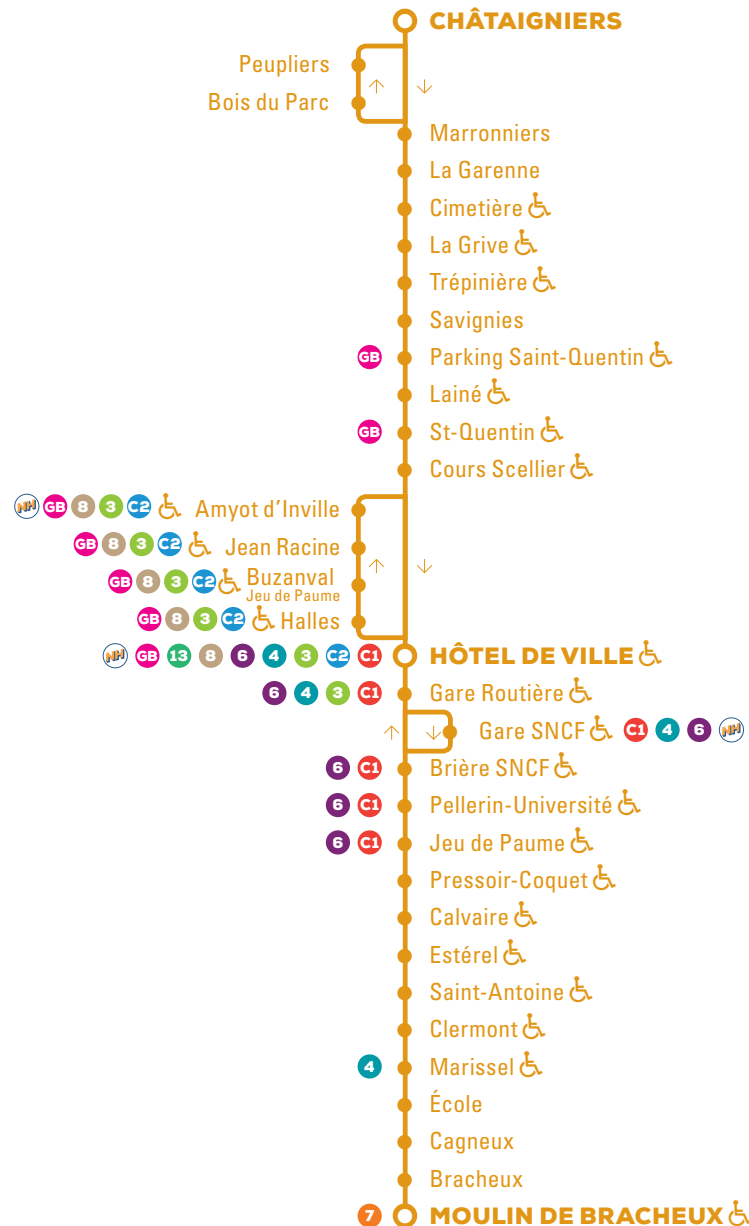 CHÂTAIGNIERS
Peupliers
Bois du Parc
Marronniers
La Garenne
Cimetière
La Grive
Trépinière
Savignies
GB Parking Saint-Quentin
Lainé
GB St-Quentin
Cours Scellier
NH GB 8 3 C2 Amyot d'Inville
GB 8 3 C2 Jean Racine
GB 8 3 C2 Buzanval
Jeu de Paume
GB 8 3 C2 Halles
NH GB 13 8 6 4 3 C2 C1 HÔTEL DE VILLE
6 4 3 C1 Gare Routière
Gare SNCF C1 4 6 NH
6 C1 Brière SNCF
6 C1 Pellerin-Université
6 C1 Jeu de Paume
Pressoir-Coquet
Calvaire
Estérel
Saint-Antoine
Clermont
4 Marissel
École
Cagneux
Bracheux
7 MOULIN DE BRACHEUX